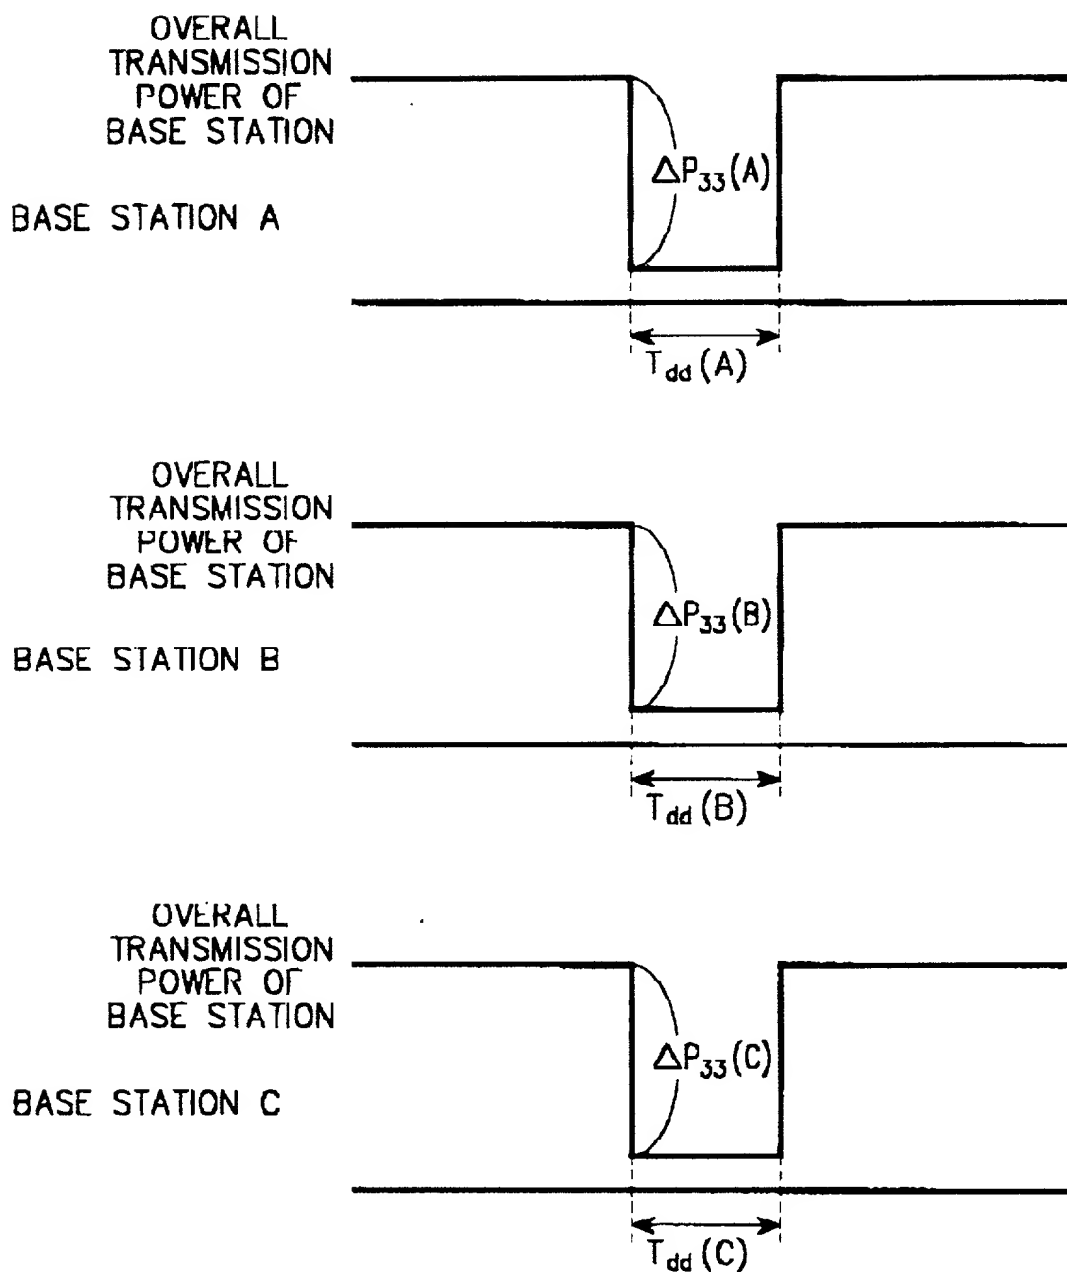 OVERALL
TRANSMISSION
POWER OF
BASE STATION
BASE STATION A
ΔP33(A)
Tdd(A)
OVERALL
TRANSMISSION
POWER OF
BASE STATION
BASE STATION B
ΔP33(B)
Tdd(B)
OVERALL
TRANSMISSION
POWER OF
BASE STATION
BASE STATION C
ΔP33(C)
Tdd(C)